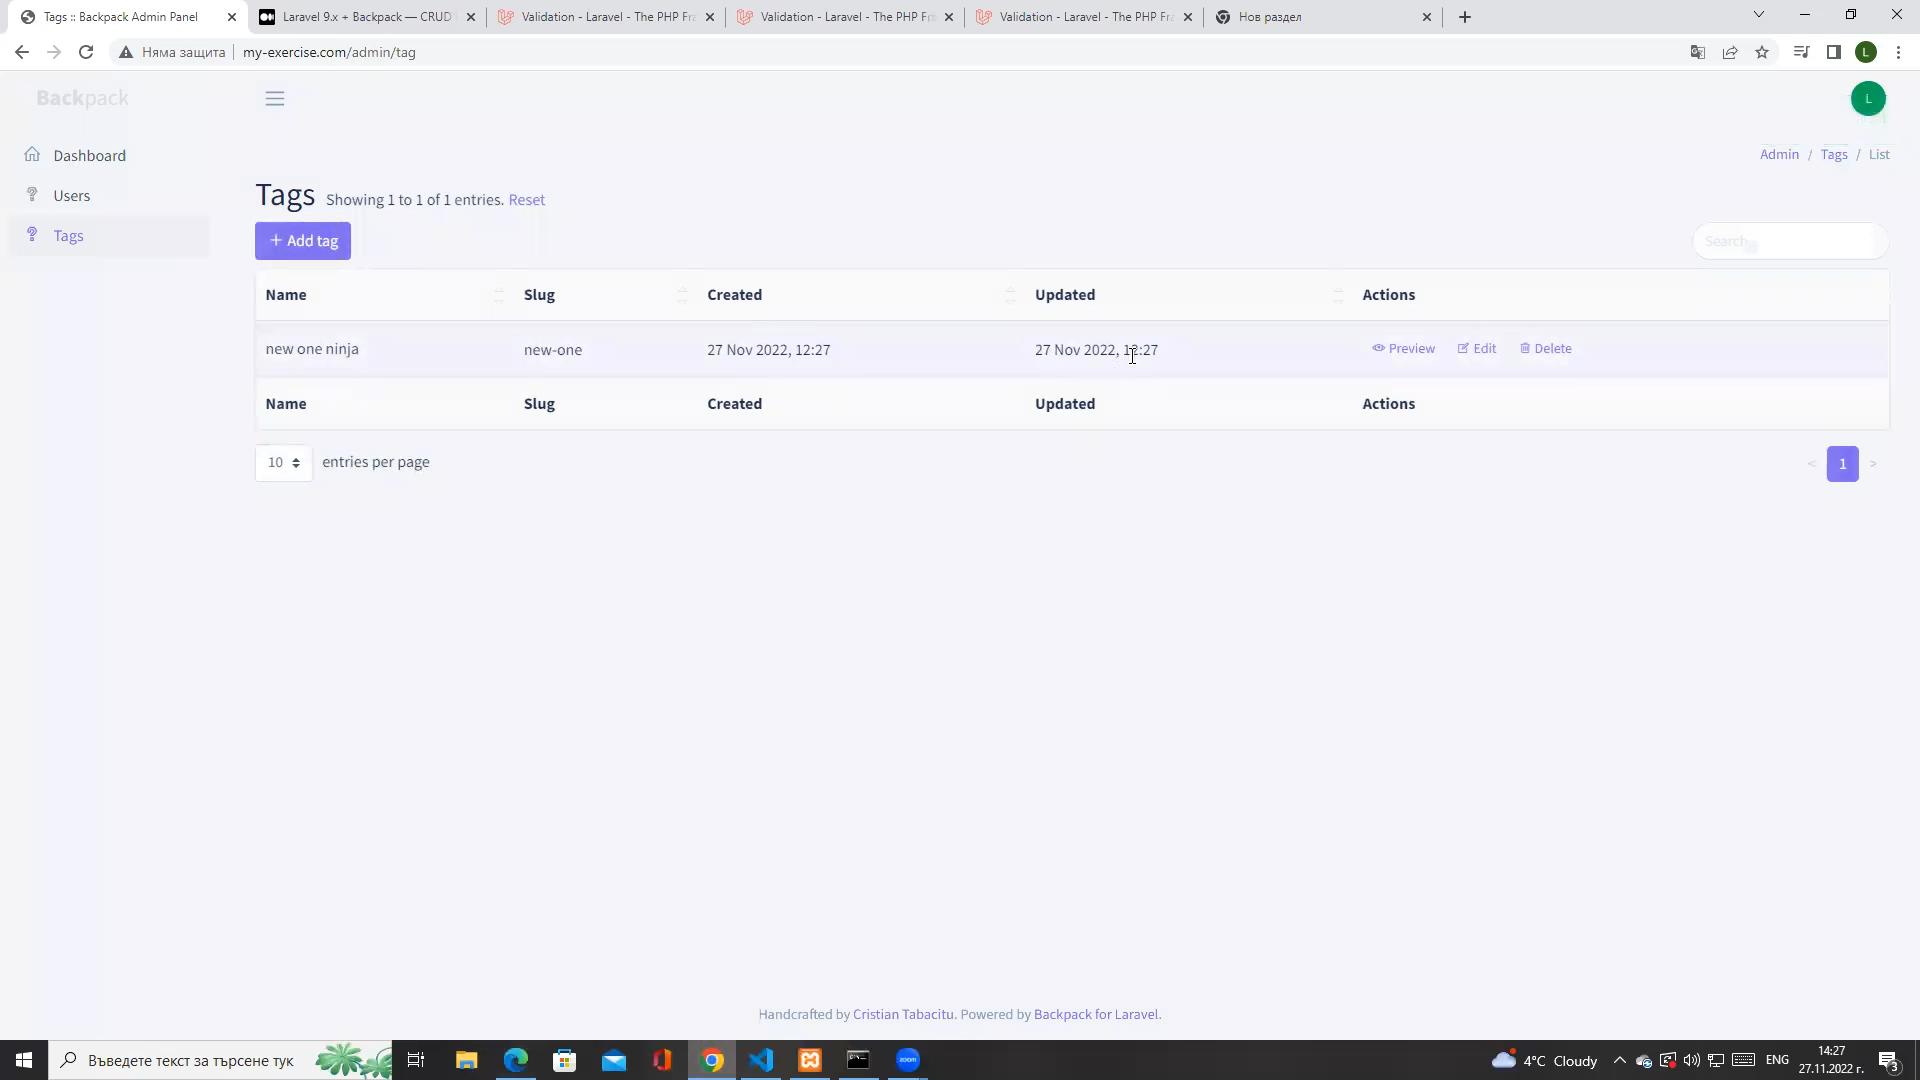 Tags :: Backpack Admin Panel
Laravel 9.x + Backpack — CRUD
Validation - Laravel - The PHP Fra
Validation - Laravel - The PHP Fra
Validation - Laravel - The PHP Fra
Нов раздел
Няма защита
my-exercise.com/admin/tag
L
Backpack
L
Dashboard
Users
Tags
Admin / Tags / List
Tags Showing 1 to 1 of 1 entries. Reset
+ Add tag
Search
Name Slug Created Updated Actions
new one ninja new-one 27 Nov 2022, 12:27 27 Nov 2022, 12:27 Preview Edit Delete
Name Slug Created Updated Actions
10 entries per page
< 1 >
Handcrafted by Cristian Tabacitu. Powered by Backpack for Laravel.
Въведете текст за търсене тук
zoom
4°C Cloudy
ENG
14:27
27.11.2022 г.
3